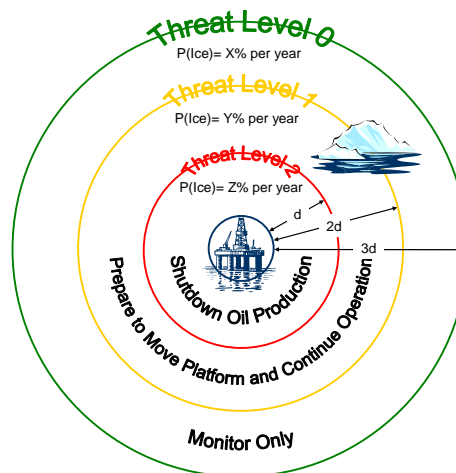 Threat Level 0
P(Ice)= X% per year
Threat Level 1
P(Ice)= Y% per year
Threat Level 2
P(Ice)= Z% per year
d
2d
3d
Shutdown Oil Production
Prepare to Move Platform and Continue Operation
Monitor Only